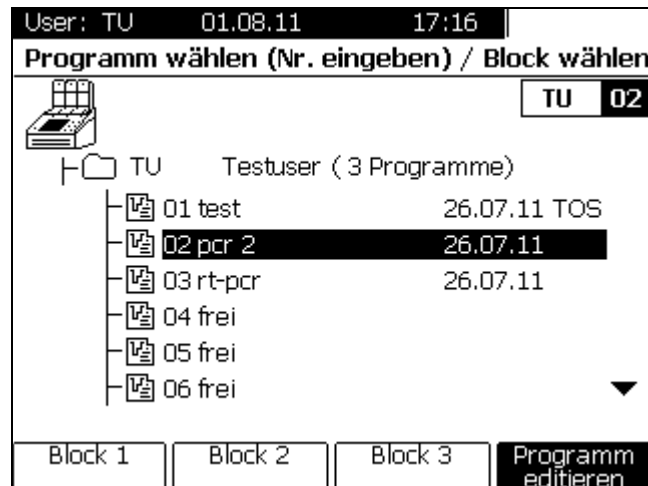 User: TU 01.08.11 17:16
Programm wählen (Nr. eingeben) / Block wählen
TU 02
TU Testuser ( 3 Programme)
01 test 26.07.11 TOS
02 pcr 2 26.07.11
03 rt-pcr 26.07.11
04 frei
05 frei
06 frei
Block 1 Block 2 Block 3 Programm
editieren